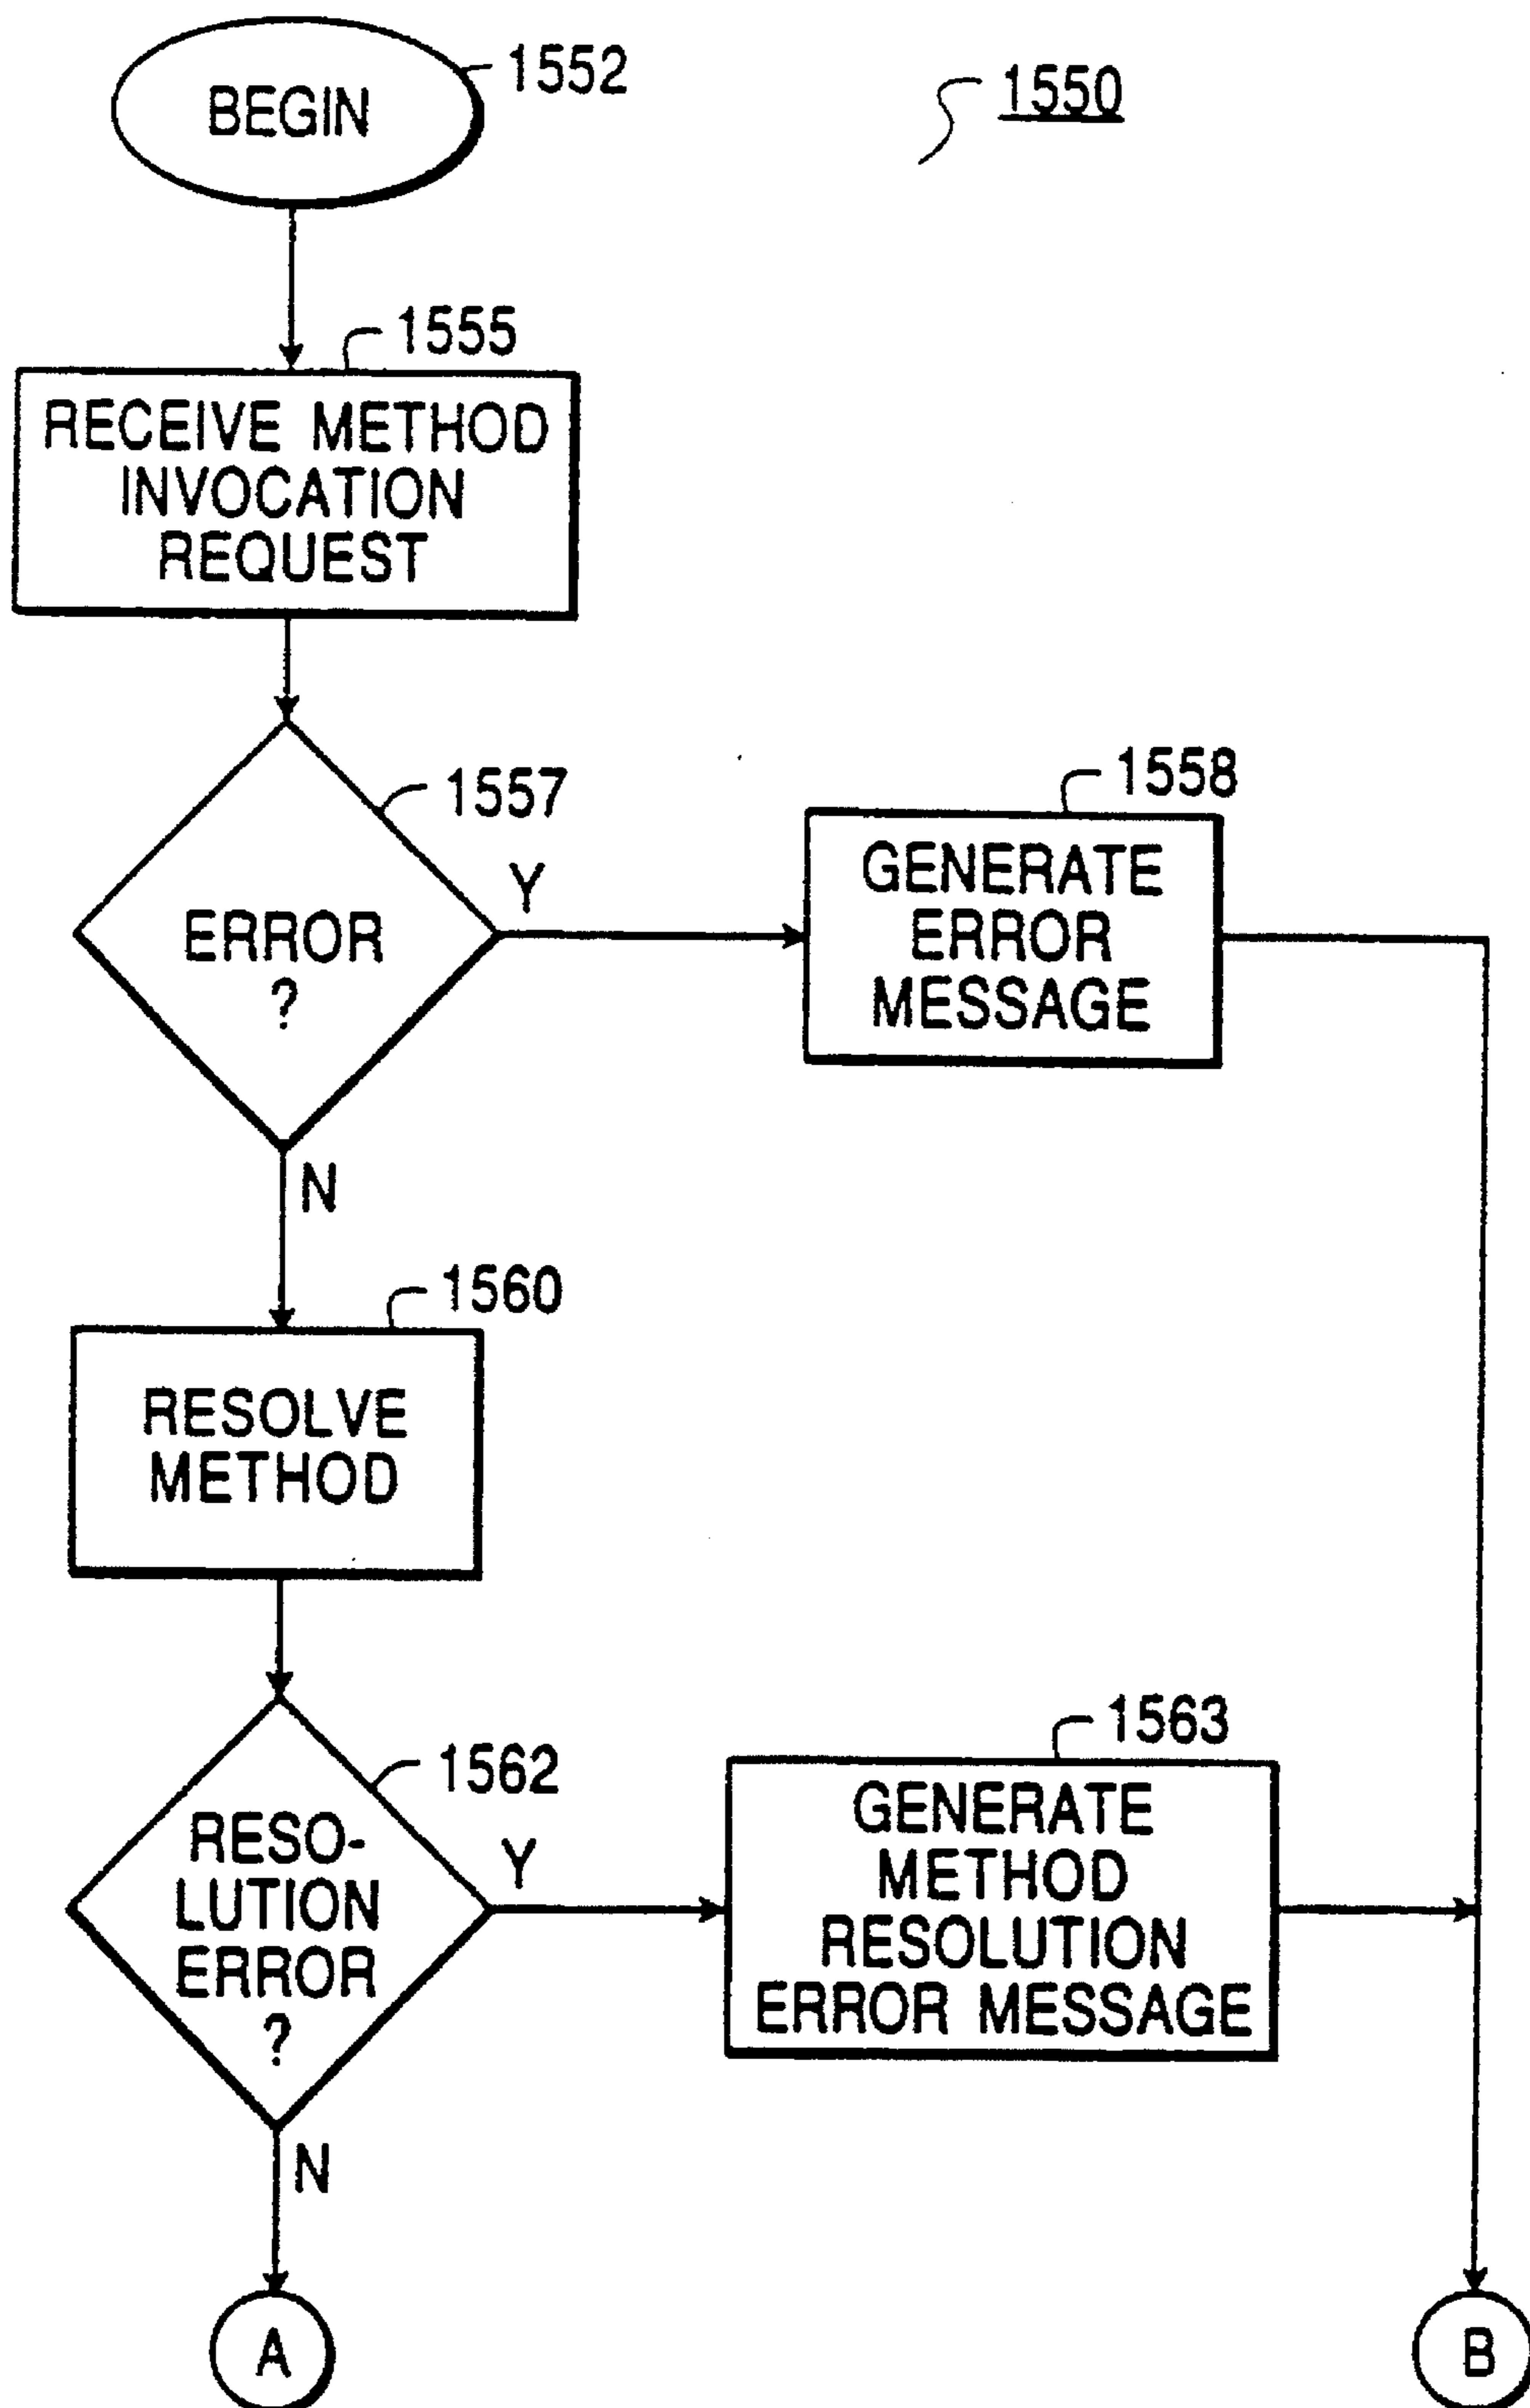 1552
BEGIN
1550
1555
RECEIVE METHOD
INVOCATION
REQUEST
1557
ERROR
?
Y
1558
GENERATE
ERROR
MESSAGE
N
1560
RESOLVE
METHOD
1562
RESO-
LUTION
ERROR
?
Y
1563
GENERATE
METHOD
RESOLUTION
ERROR MESSAGE
N
A
B